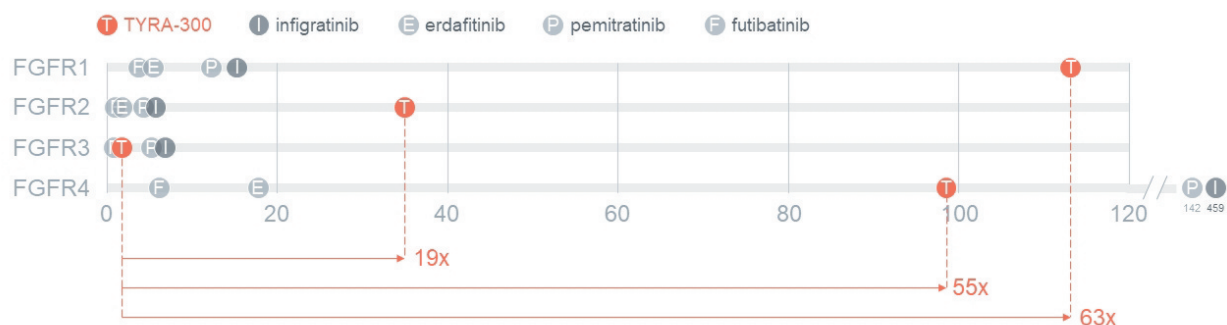 T TYRA-300 I infigratinib E erdafitinib P pemitratinib F futibatinib
FGFR1 F E P I T
FGFR2 E P I T
FGFR3 T P I
FGFR4 F E T P I
0 20 40 60 80 100 120 142 459
19x
55x
63x